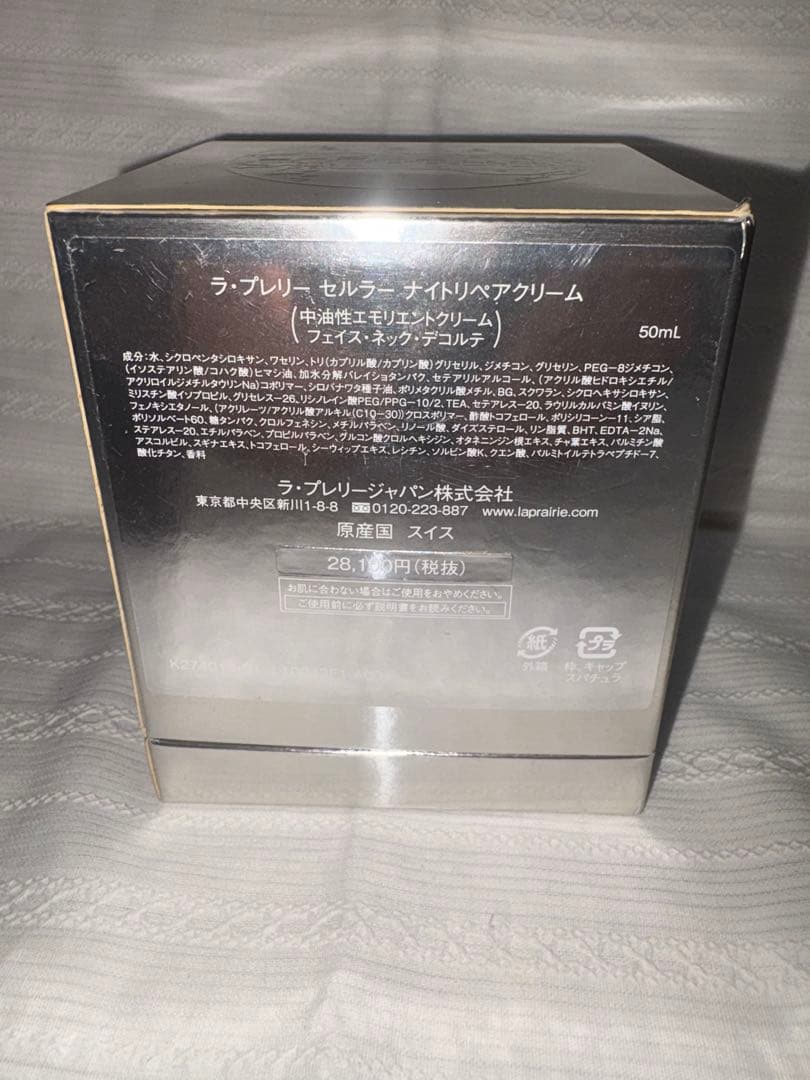 ラ・プレリー セルラー ナイトリペアクリーム
(中油性エモリエントクリーム
フェイス・ネック・デコルテ)
50mL
成分:水、シクロペンタシロキサン、ワセリン、トリ(カプリル酸/カプリン酸)グリセリル、ジメチコン、グリセリン、PEG-8ジメチコン、
(イソステアリン酸/コハク酸)ヒマシ油、加水分解バレイショタンパク、セテアリルアルコール、(アクリル酸ヒドロキシエチル/
アクリロイルジメチルタウリンNa)コポリマー、シロバナワタ種子油、ポリメタクリル酸メチル、BG、スクワラン、シクロヘキサシロキサン、
ミリスチン酸イソプロピル、グリセレス-26、リシノレイン酸PEG/PPG-10/2、TEA、セテアレス-20、ラウリルカルバミン酸イヌリン、
フェノキシエタノール、(アクリレーツ/アクリル酸アルキル(C10-30))クロスポリマー、酢酸トコフェロール、ポリシリコーン-11、シア脂、
ポリソルベート60、糖タンパク、クロルフェネシン、メチルパラベン、リノール酸、ダイズステロール、リン脂質、BHT、EDTA-2Na、
ステアレス-20、エチルパラベン、プロピルパラベン、グルコン酸クロルヘキシジン、オタネニンジン根エキス、チャ葉エキス、パルミチン酸
アスコルビル、スギナエキス、トコフェロール、シーウィップエキス、レシチン、ソルビン酸K、クエン酸、パルミトイルテトラペプチド-7、
酸化チタン、香料
ラ・プレリージャパン株式会社
東京都中央区新川1-8-8 0120-223-887 www.laprairie.com
原産国 スイス
28,100円(税抜)
お肌に合わない場合はご使用をおやめください。
ご使用前に必ず説明書をお読みください。
紙 プラ
外箱 枠、キャップ
スパチュラ